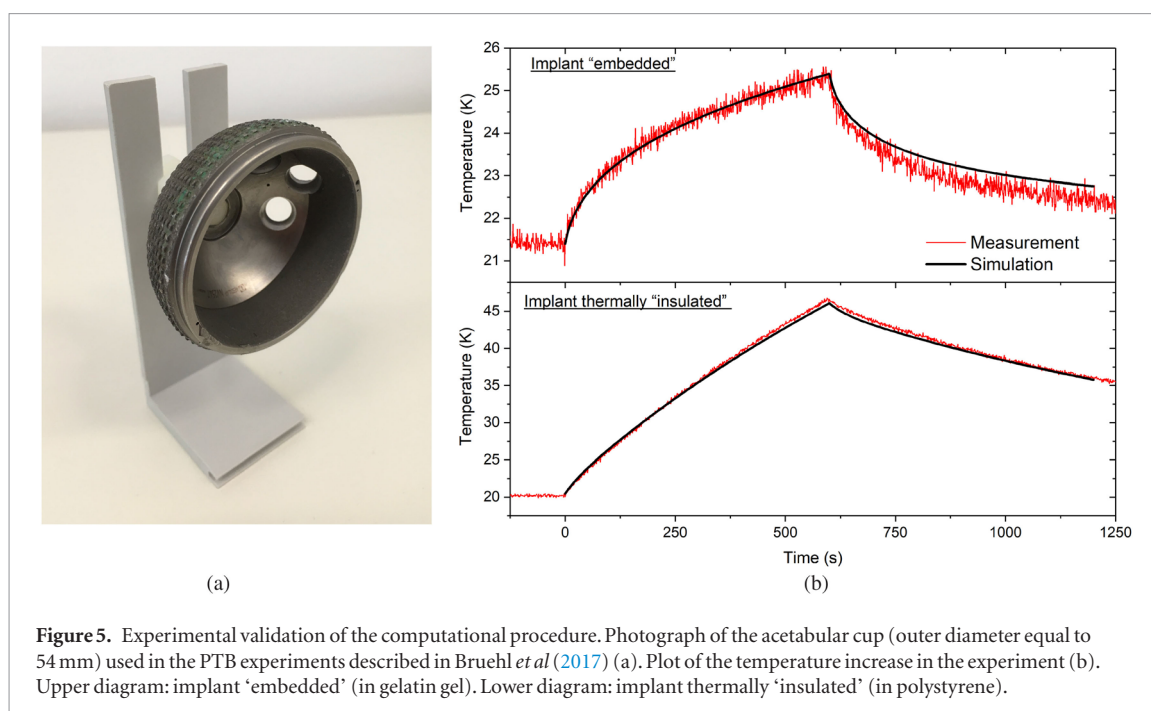 26
Implant "embedded"
25
24
23
22
21
Temperature (K)
Measurement
Simulation
Implant thermally "insulated"
45
40
35
30
25
20
Temperature (K)
0
250
500
750
1000
1250
Time (s)
(a)
(b)
Figure 5. Experimental validation of the computational procedure. Photograph of the acetabular cup (outer diameter equal to
54 mm) used in the PTB experiments described in Bruehl et al (2017) (a). Plot of the temperature increase in the experiment (b).
Upper diagram: implant ‘embedded’ (in gelatin gel). Lower diagram: implant thermally ‘insulated’ (in polystyrene).